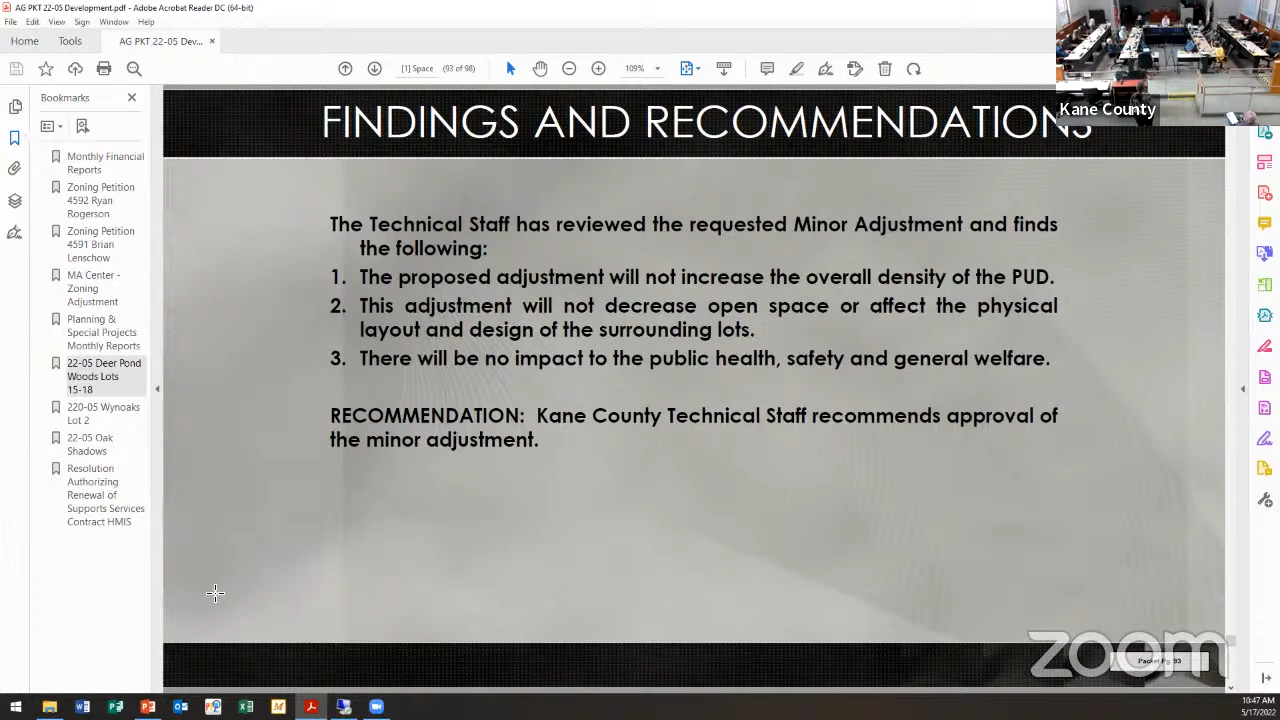 AG PKT 22-05 Development.pdf - Adobe Acrobat Reader DC (64-bit)
File Edit View Sign Window Help
Home Tools AG PKT 22-05 Dev... ×
[1] Space (93 of 98) 109%
Bookmarks
Monthly Financial
Reports
Zoning Petition
4592 Ryan
Rogerson
Zoning Petition
4591 Brian
Lenschow
MA Center -
Zoning
Adjustment
Planning &
Special Projects
Monthly Reports
22-05 Deer Pond
Woods Lots
15-18
220-05 Wynoaks
Lot 2
22-05 Oak
Shadows
Resolution
Authorizing
Renewal of
Supports Services
Contract HMIS
FINDINGS AND RECOMMENDATIONS
Kane County
The Technical Staff has reviewed the requested Minor Adjustment and finds
the following:
1. The proposed adjustment will not increase the overall density of the PUD.
2. This adjustment will not decrease open space or affect the physical
layout and design of the surrounding lots.
3. There will be no impact to the public health, safety and general welfare.
RECOMMENDATION: Kane County Technical Staff recommends approval of
the minor adjustment.
zoom
Packet Pg. 93
10:47 AM
5/17/2022